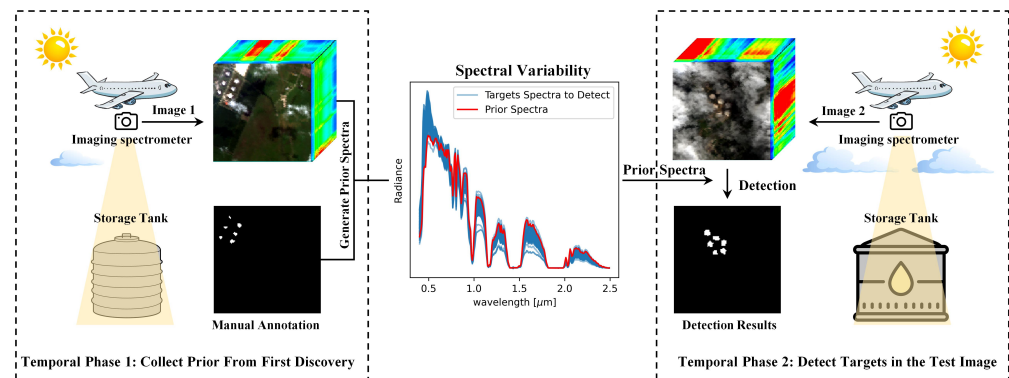 Image 1
Imaging spectrometer
Storage Tank
Manual Annotation
Temporal Phase 1: Collect Prior From First Discovery
Generate Prior Spectra
Spectral Variability
Targets Spectra to Detect
Prior Spectra
Radiance
0.5 1.0 1.5 2.0 2.5
wavelength [μm]
Prior Spectra
Image 2
Imaging spectrometer
Detection
Storage Tank
Detection Results
Temporal Phase 2: Detect Targets in the Test Image